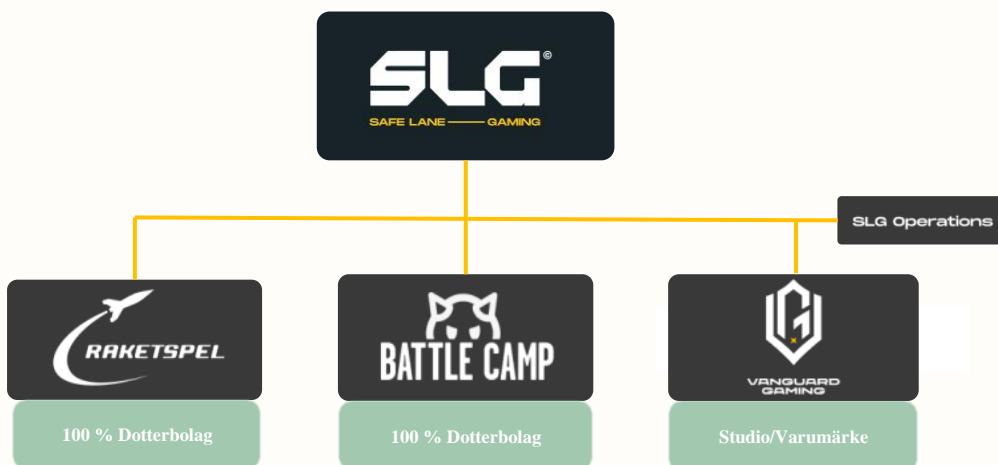 SLG©
SAFE LANE GAMING
SLG Operations
RAKETSPEL
BATTLE CAMP
VANGUARD
GAMING
100 % Dotterbolag
100 % Dotterbolag
Studio/Varumärke